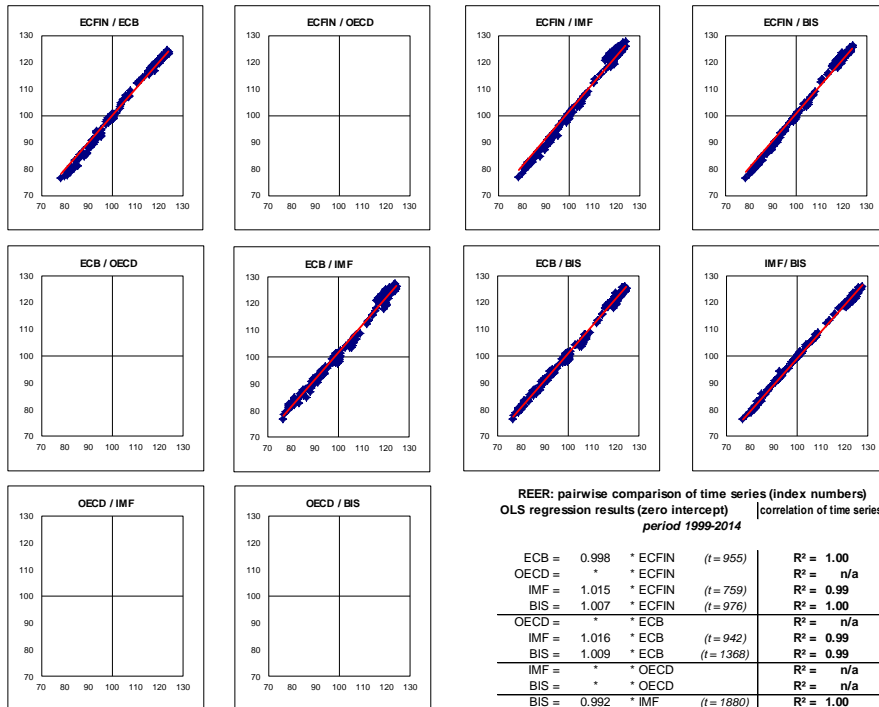 ECFIN / ECB
130
120
110
100
90
80
70
70 80 90 100 110 120 130
ECFIN / OECD
130
120
110
100
90
80
70
70 80 90 100 110 120 130
ECFIN / IMF
130
120
110
100
90
80
70
70 80 90 100 110 120 130
ECFIN / BIS
130
120
110
100
90
80
70
70 80 90 100 110 120 130
ECB / OECD
130
120
110
100
90
80
70
70 80 90 100 110 120 130
ECB / IMF
130
120
110
100
90
80
70
70 80 90 100 110 120 130
ECB / BIS
130
120
110
100
90
80
70
70 80 90 100 110 120 130
IMF/ BIS
130
120
110
100
90
80
70
70 80 90 100 110 120 130
OECD / IMF
130
120
110
100
90
80
70
70 80 90 100 110 120 130
OECD / BIS
130
120
110
100
90
80
70
70 80 90 100 110 120 130
REER: pairwise comparison of time series (index numbers)
OLS regression results (zero intercept) correlation of time series
period 1999-2014
ECB = 0.998 * ECFIN (t = 955) R² = 1.00
OECD = * * ECFIN R² = n/a
IMF = 1.015 * ECFIN (t = 759) R² = 0.99
BIS = 1.007 * ECFIN (t = 976) R² = 1.00
OECD = * * ECB R² = n/a
IMF = 1.016 * ECB (t = 942) R² = 0.99
BIS = 1.009 * ECB (t = 1368) R² = 0.99
IMF = * * OECD R² = n/a
BIS = * * OECD R² = n/a
BIS = 0.992 * IMF (t = 1880) R² = 1.00